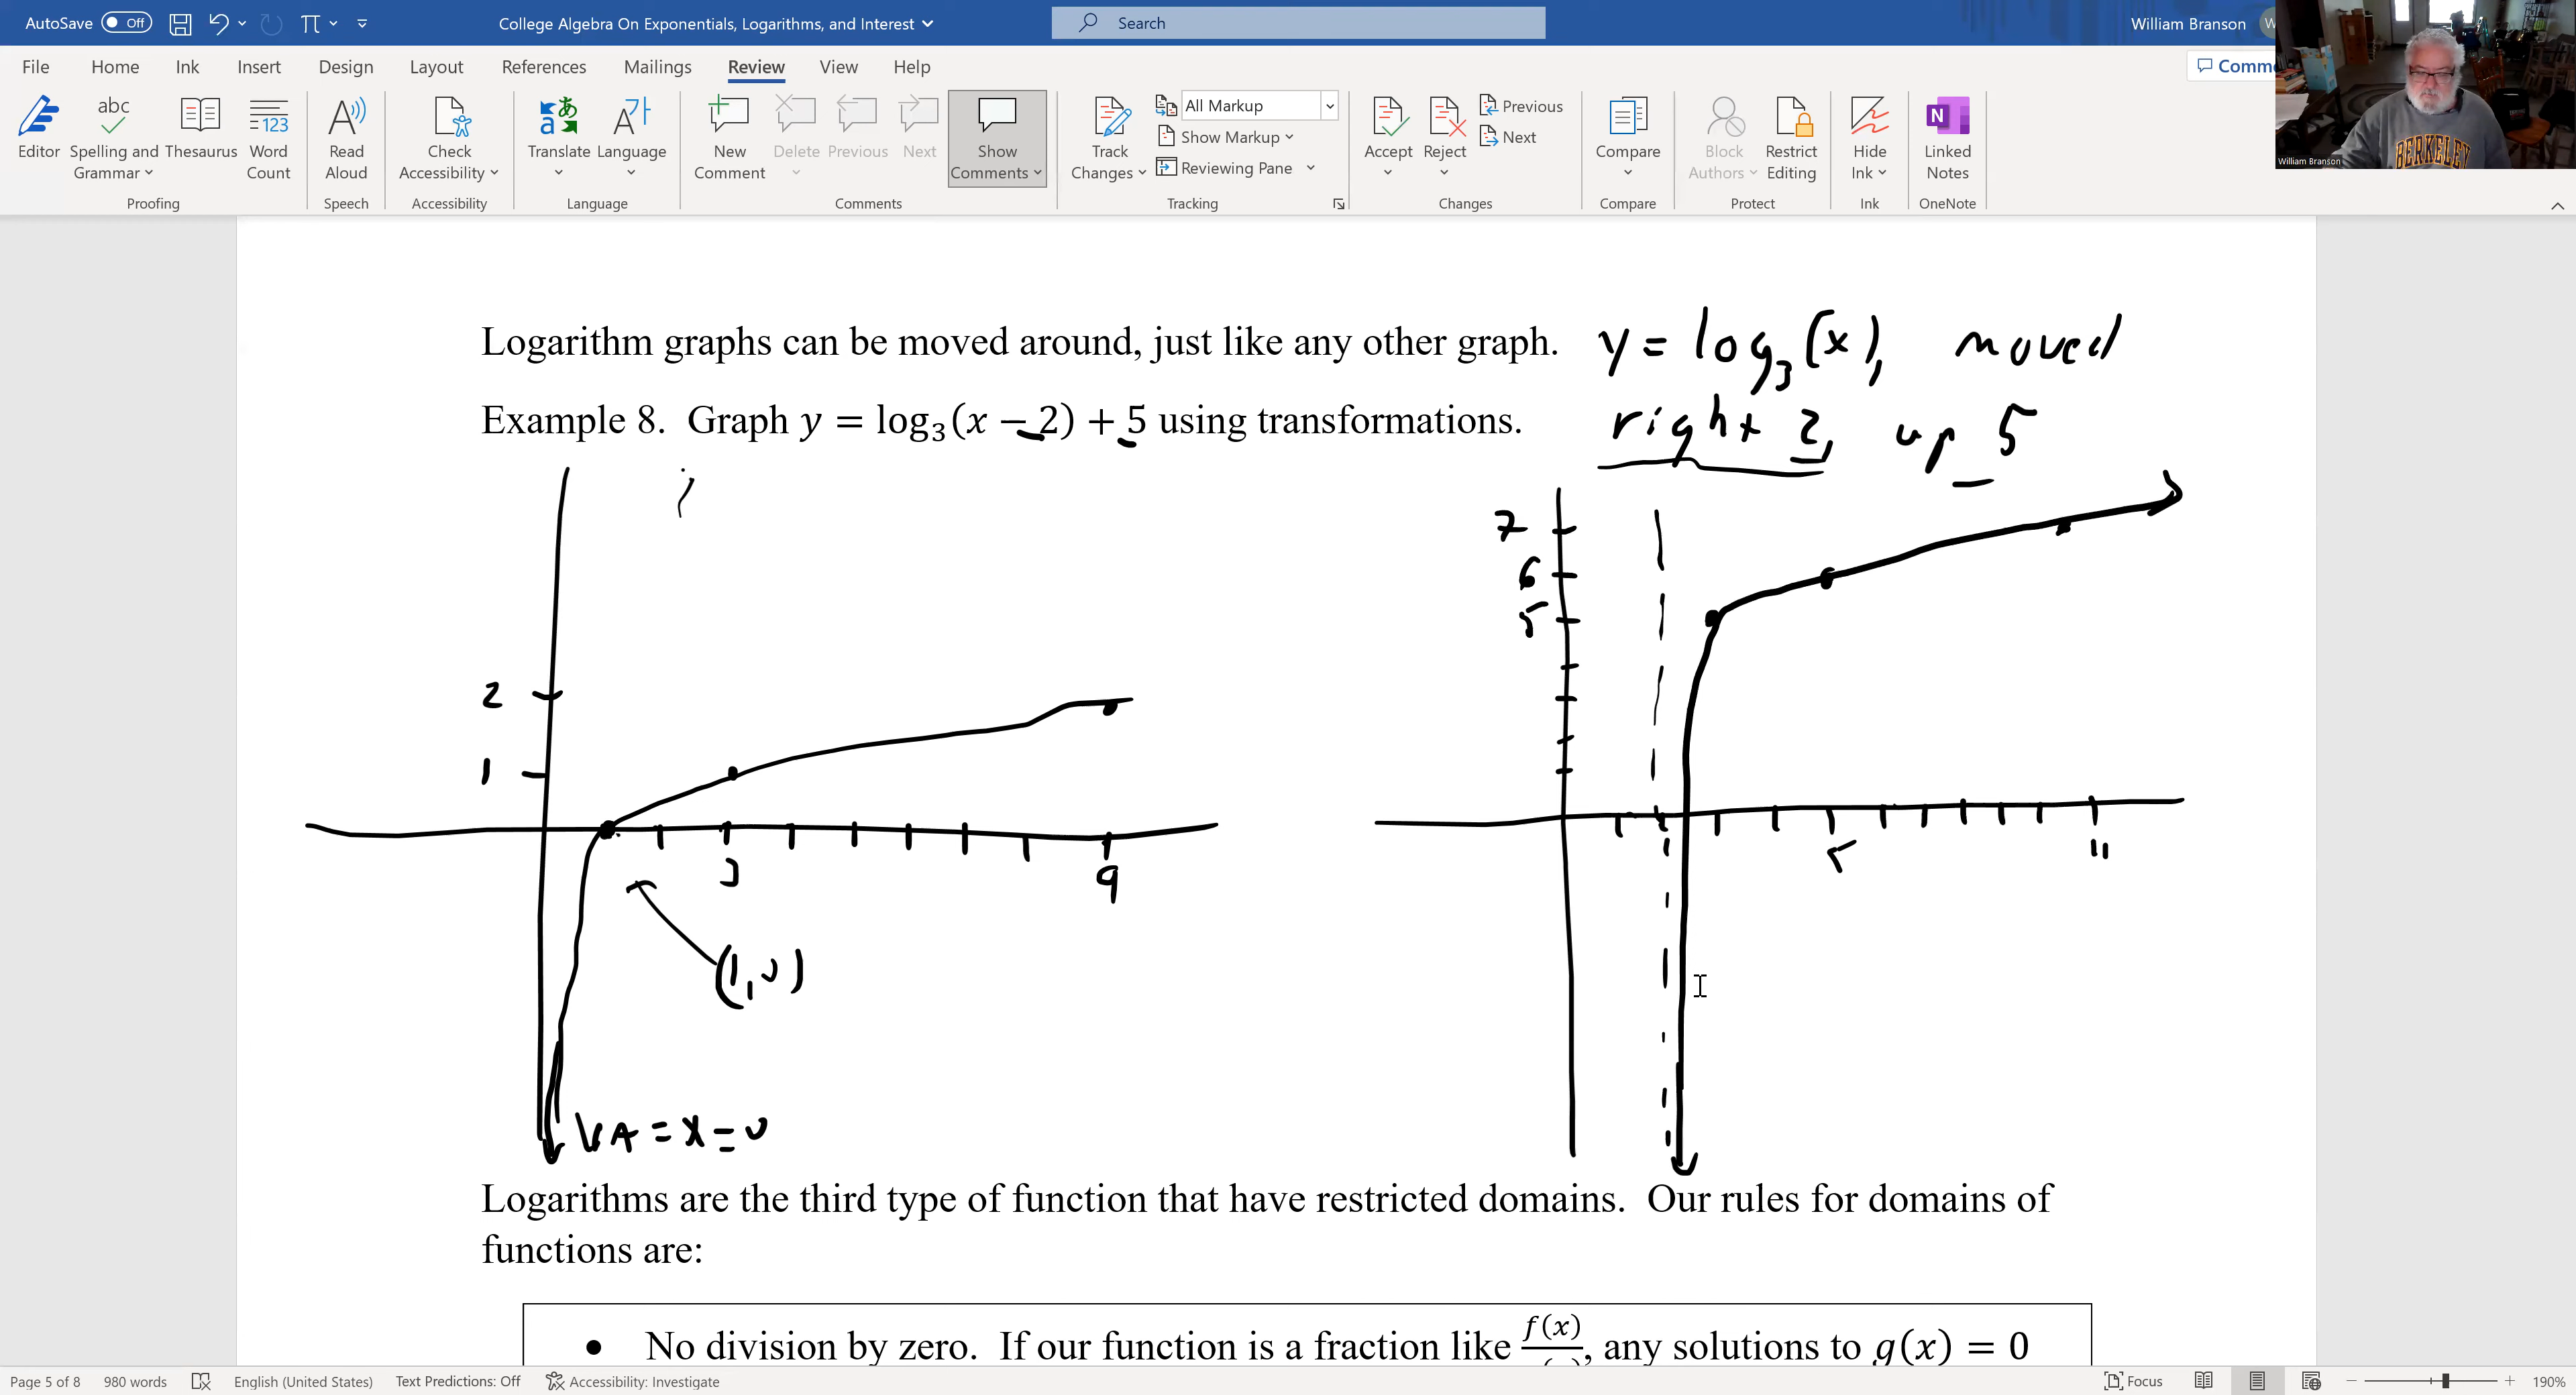 AutoSave Off College Algebra On Exponentials, Logarithms, and Interest Search William Branson
File Home Ink Insert Design Layout References Mailings Review View Help
Editor Spelling and Grammar Thesaurus Word Count
abc
123
Proofing
Read Aloud
Speech
Check Accessibility
Accessibility
Translate Language
Language
New Comment Delete Previous Next Show Comments
Comments
Track Changes All Markup Show Markup Reviewing Pane
Tracking
Accept Reject Previous Next
Changes
Compare
Compare
Block Authors Restrict Editing
Protect
Hide Ink
Ink
Linked Notes
OneNote
William Branson
BERKELEY
Logarithm graphs can be moved around, just like any other graph. y = log₃(x), moved
Example 8. Graph y = log₃(x − 2) + 5 using transformations. right 2, up 5
7
6
5
2
1
3
9
5
11
(1,0)
VA = x = 0
Logarithms are the third type of function that have restricted domains. Our rules for domains of
functions are:
• No division by zero. If our function is a fraction like f(x), any solutions to g(x) = 0
Page 5 of 8 980 words English (United States) Text Predictions: Off Accessibility: Investigate Focus 190%